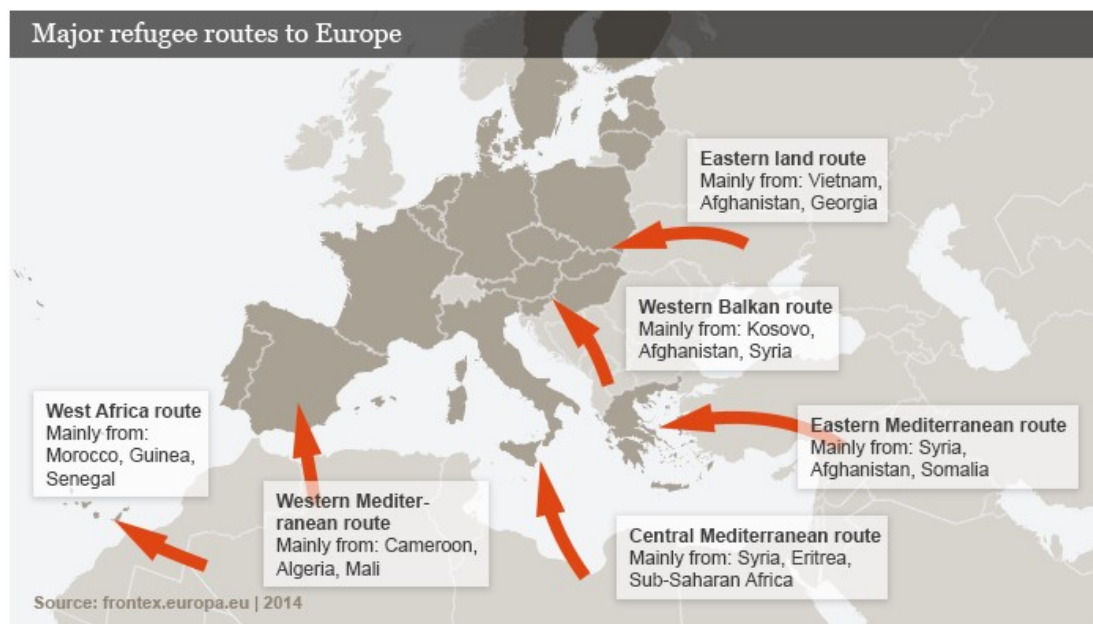 Major refugee routes to Europe
Eastern land route
Mainly from: Vietnam,
Afghanistan, Georgia
Western Balkan route
Mainly from: Kosovo,
Afghanistan, Syria
West Africa route
Mainly from:
Morocco, Guinea,
Senegal
Eastern Mediterranean route
Mainly from: Syria,
Afghanistan, Somalia
Western Mediter-
ranean route
Mainly from: Cameroon,
Algeria, Mali
Central Mediterranean route
Mainly from: Syria, Eritrea,
Sub-Saharan Africa
Source: frontex.europa.eu | 2014